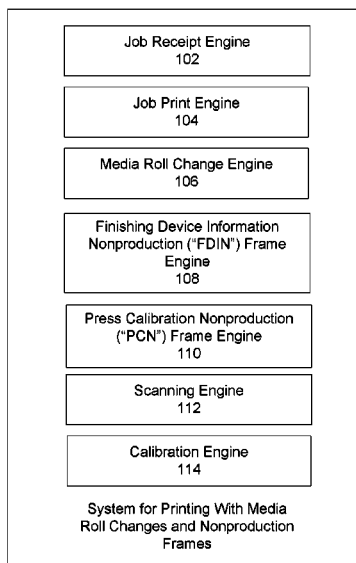 Job Receipt Engine
102
Job Print Engine
104
Media Roll Change Engine
106
Finishing Device Information
Nonproduction ("FDIN") Frame
Engine
108
Press Calibration Nonproduction
("PCN") Frame Engine
110
Scanning Engine
112
Calibration Engine
114
System for Printing With Media
Roll Changes and Nonproduction
Frames